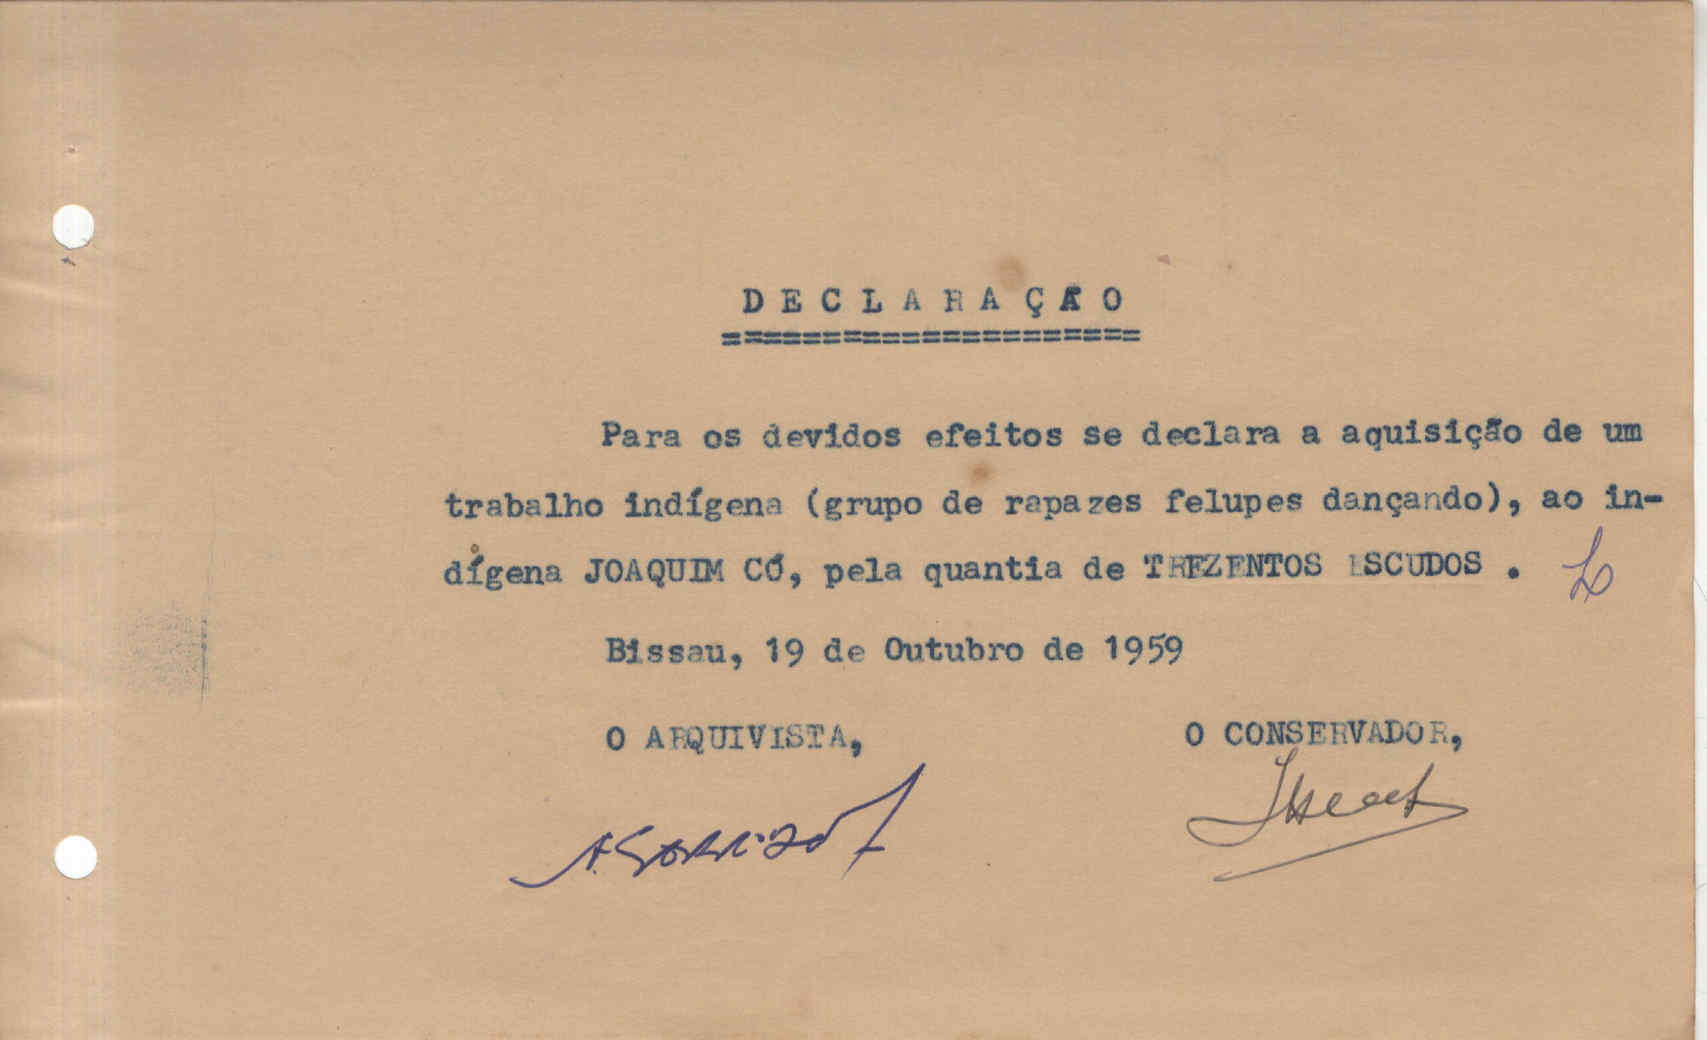 D E C L A R A Ç Ã O
=====================
Para os devidos efeitos se declara a aquisição de um
trabalho indígena (grupo de rapazes felupes dançando), ao in-
dígena JOAQUIM CÓ, pela quantia de TREZENTOS ESCUDOS .
Bissau, 19 de Outubro de 1959
O ARQUIVISTA,
O CONSERVADOR,